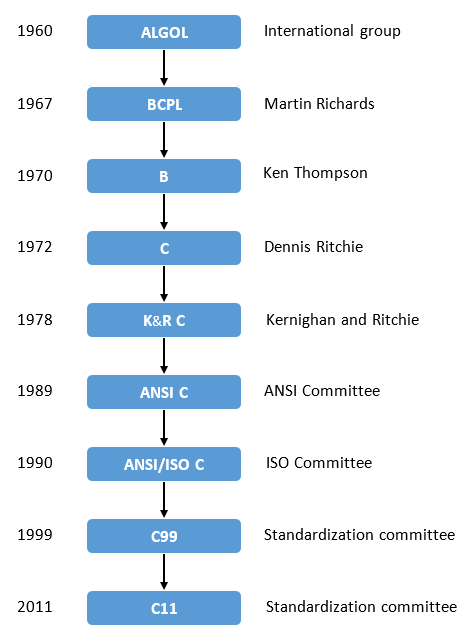 1960 ALGOL International group
1967 BCPL Martin Richards
1970 B Ken Thompson
1972 C Dennis Ritchie
1978 K&R C Kernighan and Ritchie
1989 ANSI C ANSI Committee
1990 ANSI/ISO C ISO Committee
1999 C99 Standardization committee
2011 C11 Standardization committee